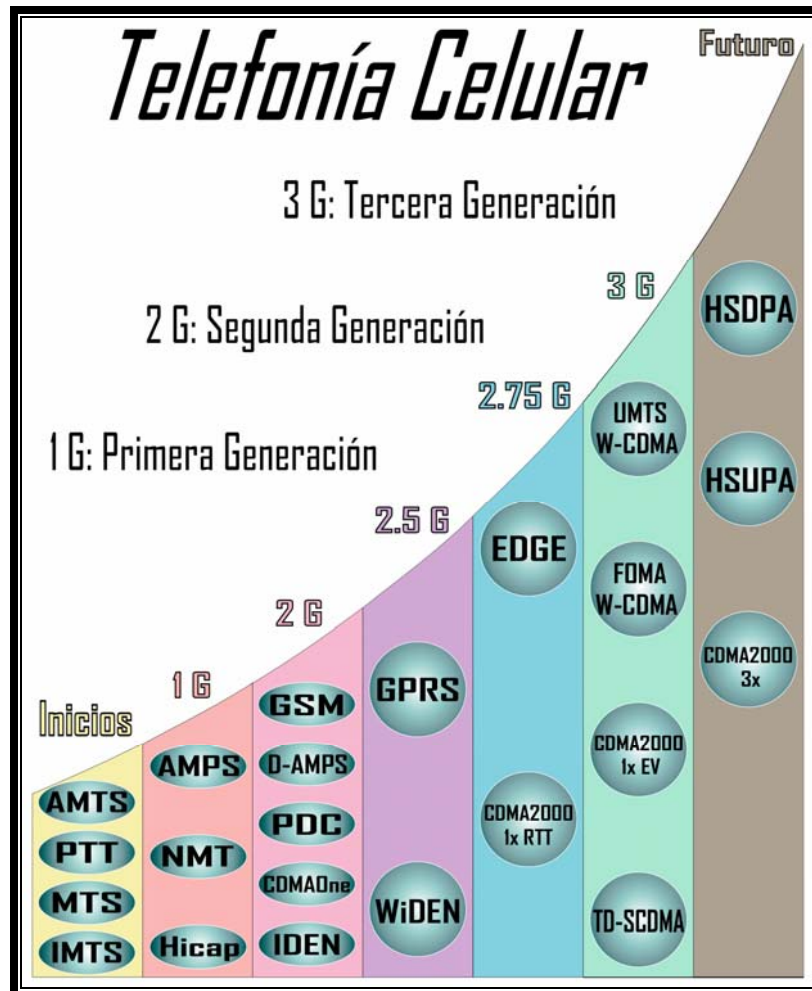 Telefonía Celular
Futuro
3 G: Tercera Generación
2 G: Segunda Generación
1 G: Primera Generación
Inicios
AMTS
PTT
MTS
IMTS
1 G
AMPS
NMT
Hicap
2 G
GSM
D-AMPS
PDC
CDMAOne
IDEN
2.5 G
GPRS
WiDEN
2.75 G
EDGE
CDMA2000
1x RTT
3 G
UMTS
W-CDMA
FOMA
W-CDMA
CDMA2000
1x EV
TD-SCDMA
HSDPA
HSUPA
CDMA2000
3x